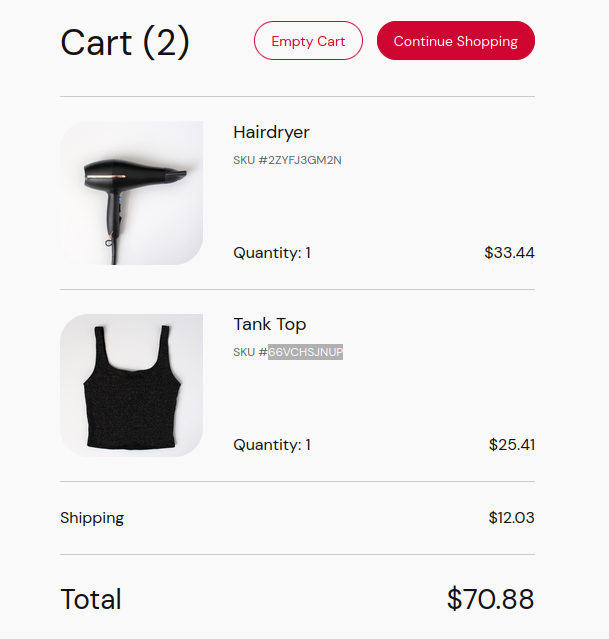 Cart (2)
Empty Cart
Continue Shopping
Hairdryer
SKU #2ZYFJ3GM2N
Quantity: 1
$33.44
Tank Top
SKU #66VCHSJNUP
Quantity: 1
$25.41
Shipping
$12.03
Total
$70.88